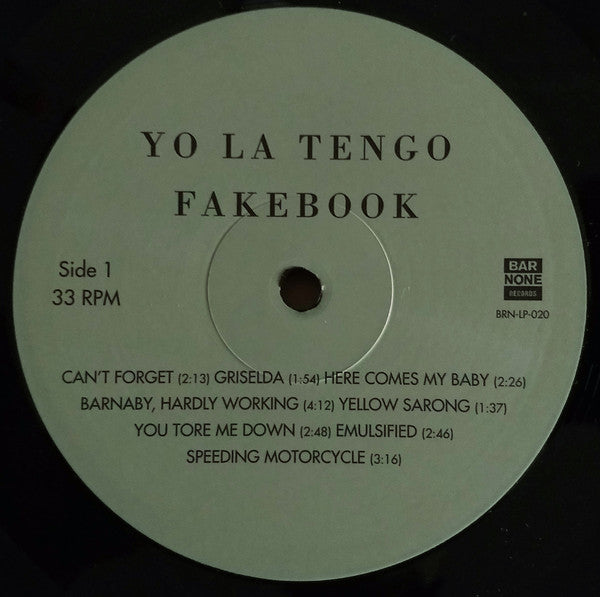 YO LA TENGO
FAKEBOOK
Side 1
33 RPM
BAR
NONE
RECORDS
BRN-LP-020
CAN'T FORGET (2:13) GRISELDA (1:54) HERE COMES MY BABY (2:26)
BARNABY, HARDLY WORKING (4:12) YELLOW SARONG (1:37)
YOU TORE ME DOWN (2:48) EMULSIFIED (2:46)
SPEEDING MOTORCYCLE (3:16)